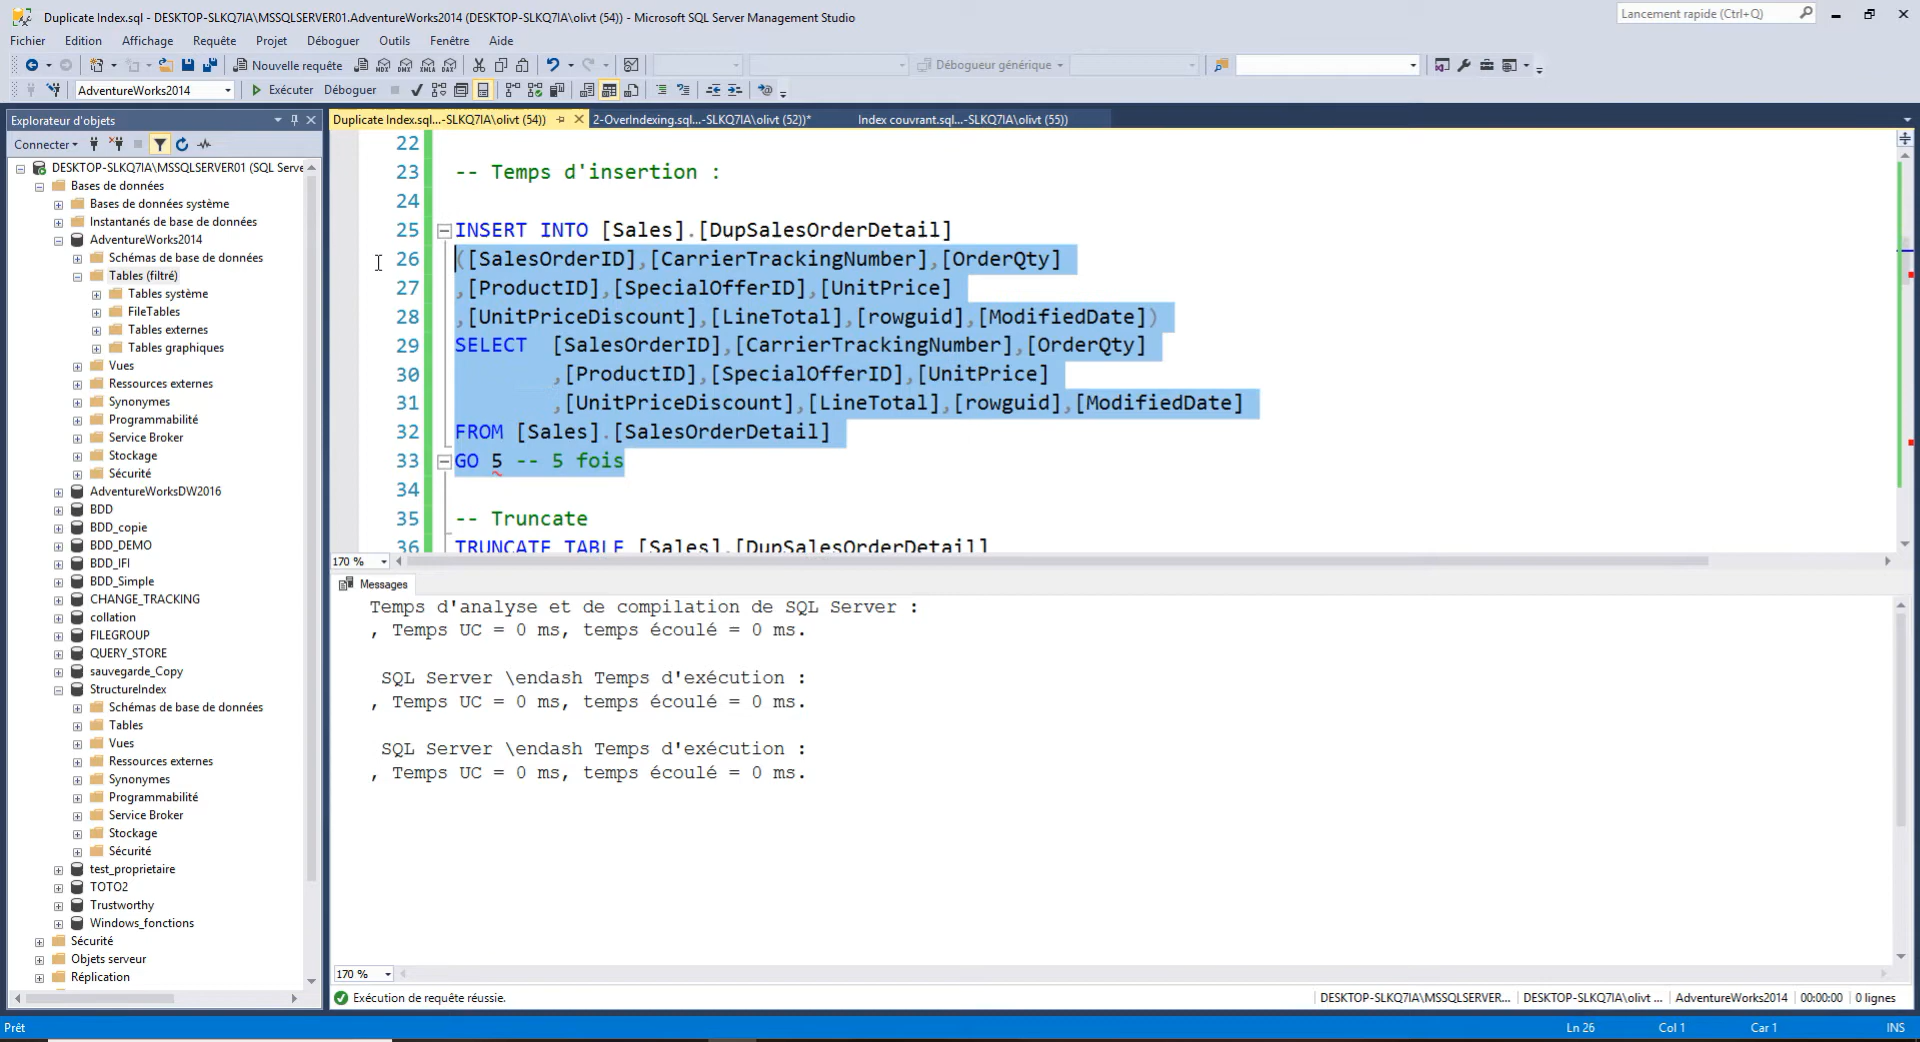 Duplicate Index.sql - DESKTOP-SLKQ7IA\MSSQLSERVER01.AdventureWorks2014 (DESKTOP-SLKQ7IA\olivt (54)) - Microsoft SQL Server Management Studio
Lancement rapide (Ctrl+Q)
Fichier Edition Affichage Requête Projet Déboguer Outils Fenêtre Aide
Nouvelle requête
Débogueur générique
AdventureWorks2014
Exécuter Déboguer
Explorateur d'objets
Connecter
DESKTOP-SLKQ7IA\MSSQLSERVER01 (SQL Serve
Bases de données
Bases de données système
Instantanés de base de données
AdventureWorks2014
Schémas de base de données
Tables (filtré)
Tables système
FileTables
Tables externes
Tables graphiques
Vues
Ressources externes
Synonymes
Programmabilité
Service Broker
Stockage
Sécurité
AdventureWorksDW2016
BDD
BDD_copie
BDD_DEMO
BDD_IFI
BDD_Simple
CHANGE_TRACKING
collation
FILEGROUP
QUERY_STORE
sauvegarde_Copy
StructureIndex
Schémas de base de données
Tables
Vues
Ressources externes
Synonymes
Programmabilité
Service Broker
Stockage
Sécurité
test_proprietaire
TOTO2
Trustworthy
Windows_fonctions
Sécurité
Objets serveur
Réplication
Duplicate Index.sql...-SLKQ7IA\olivt (54)) 2-OverIndexing.sql...-SLKQ7IA\olivt (52))* Index couvrant.sql...-SLKQ7IA\olivt (55))
22
23 -- Temps d'insertion :
24
25 INSERT INTO [Sales].[DupSalesOrderDetail]
26 ([SalesOrderID],[CarrierTrackingNumber],[OrderQty]
27 ,[ProductID],[SpecialOfferID],[UnitPrice]
28 ,[UnitPriceDiscount],[LineTotal],[rowguid],[ModifiedDate])
29 SELECT [SalesOrderID],[CarrierTrackingNumber],[OrderQty]
30 ,[ProductID],[SpecialOfferID],[UnitPrice]
31 ,[UnitPriceDiscount],[LineTotal],[rowguid],[ModifiedDate]
32 FROM [Sales].[SalesOrderDetail]
33 GO 5 -- 5 fois
34
35 -- Truncate
36 TRUNCATE TABLE [Sales].[DupSalesOrderDetail]
170 %
Messages
Temps d'analyse et de compilation de SQL Server :
, Temps UC = 0 ms, temps écoulé = 0 ms.
SQL Server \endash Temps d'exécution :
, Temps UC = 0 ms, temps écoulé = 0 ms.
SQL Server \endash Temps d'exécution :
, Temps UC = 0 ms, temps écoulé = 0 ms.
170 %
Exécution de requête réussie. DESKTOP-SLKQ7IA\MSSQLSERVER... DESKTOP-SLKQ7IA\olivt ... AdventureWorks2014 00:00:00 0 lignes
Prêt Ln 26 Col 1 Car 1 INS